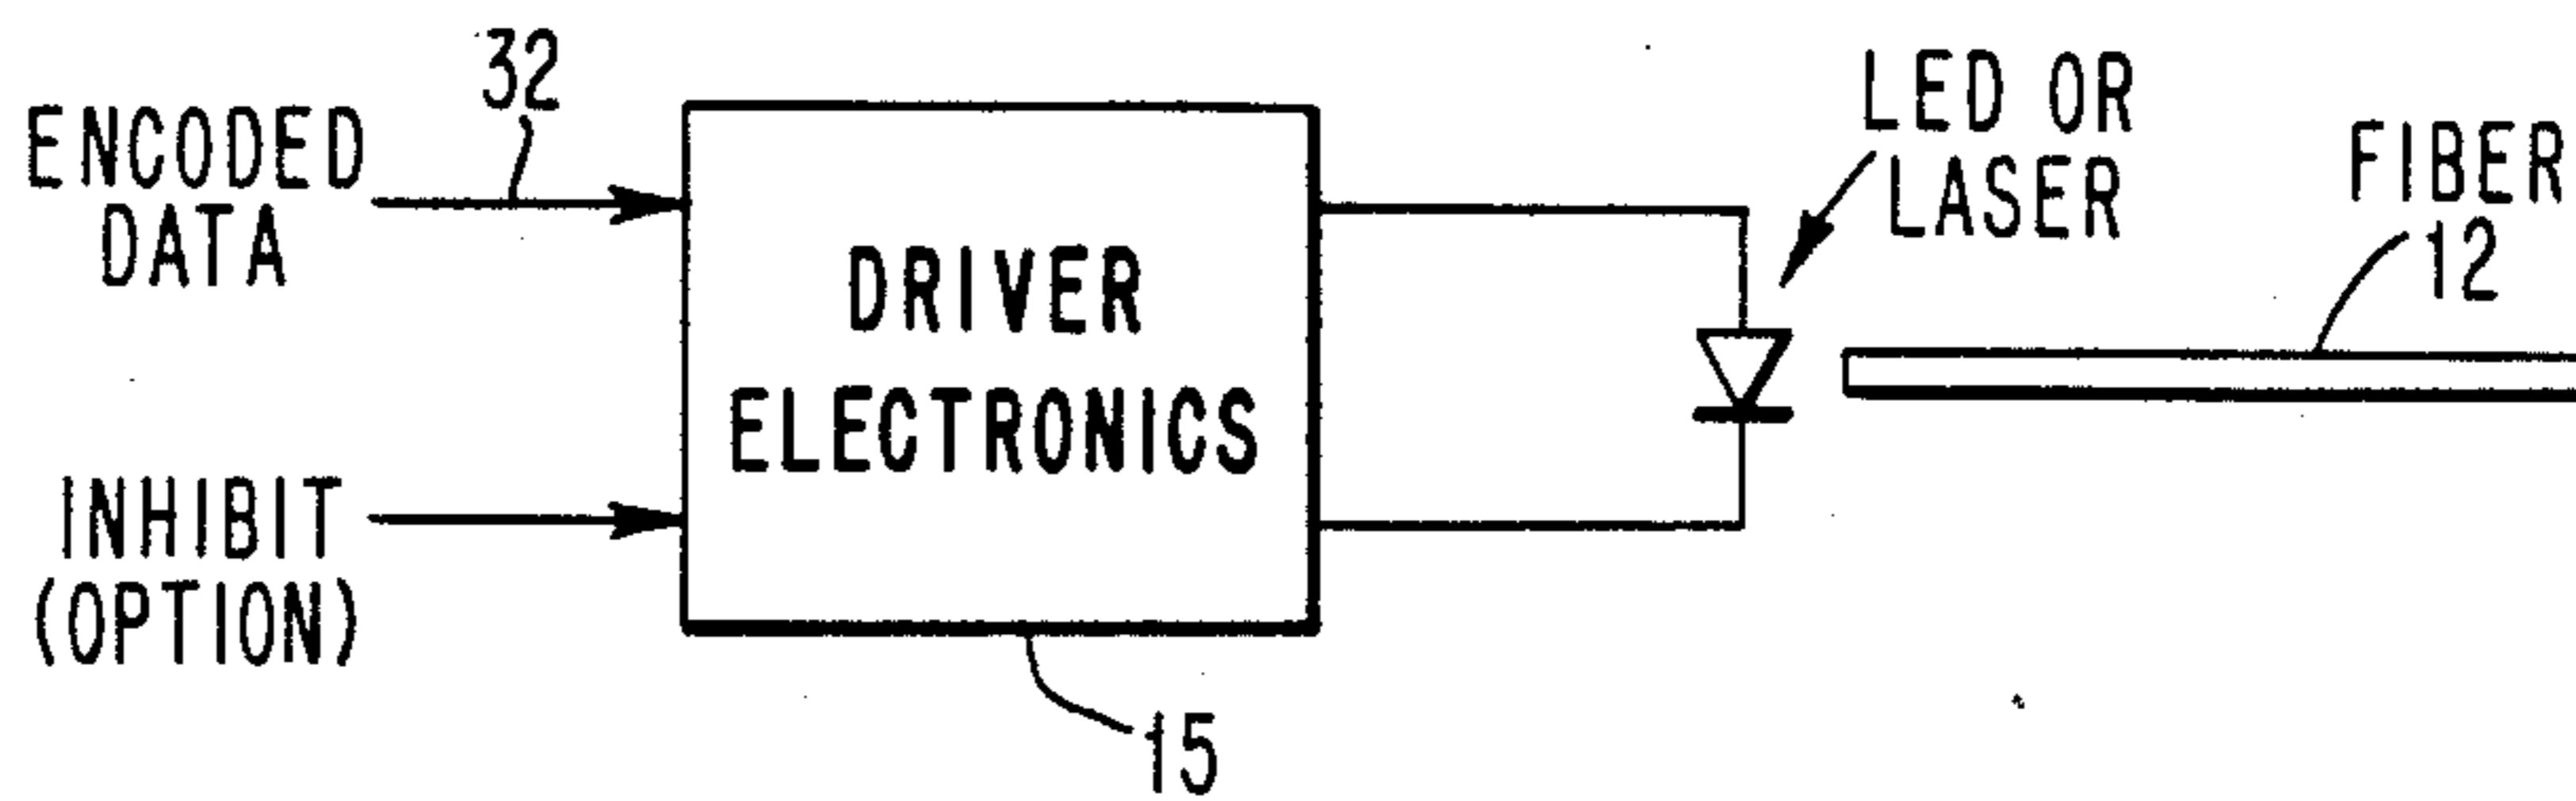 32
ENCODED
DATA
INHIBIT
(OPTION)
DRIVER
ELECTRONICS
15
LED OR
LASER
FIBER
12